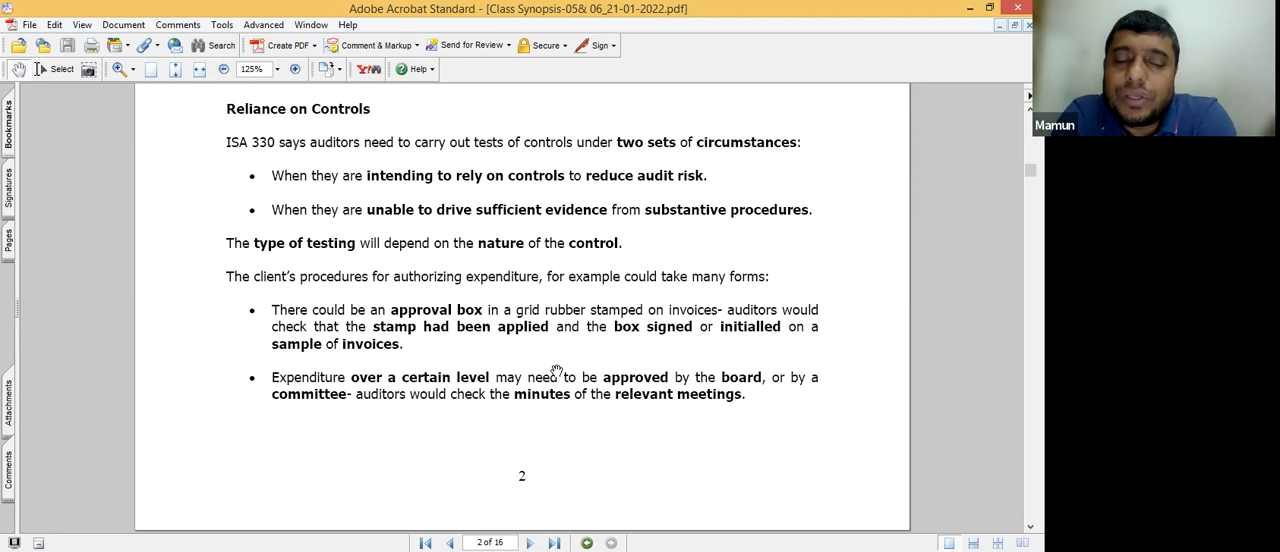 Adobe Acrobat Standard - [Class Synopsis-05& 06_21-01-2022.pdf]
File Edit View Document Comments Tools Advanced Window Help
Search Create PDF Comment & Markup Send for Review Secure Sign
Select 125% Y! Help
Bookmarks
Signatures
Pages
Attachments
Comments
Reliance on Controls
ISA 330 says auditors need to carry out tests of controls under two sets of circumstances:
• When they are intending to rely on controls to reduce audit risk.
• When they are unable to drive sufficient evidence from substantive procedures.
The type of testing will depend on the nature of the control.
The client's procedures for authorizing expenditure, for example could take many forms:
• There could be an approval box in a grid rubber stamped on invoices- auditors would
check that the stamp had been applied and the box signed or initialled on a
sample of invoices.
• Expenditure over a certain level may need to be approved by the board, or by a
committee- auditors would check the minutes of the relevant meetings.
2
2 of 16
Mamun